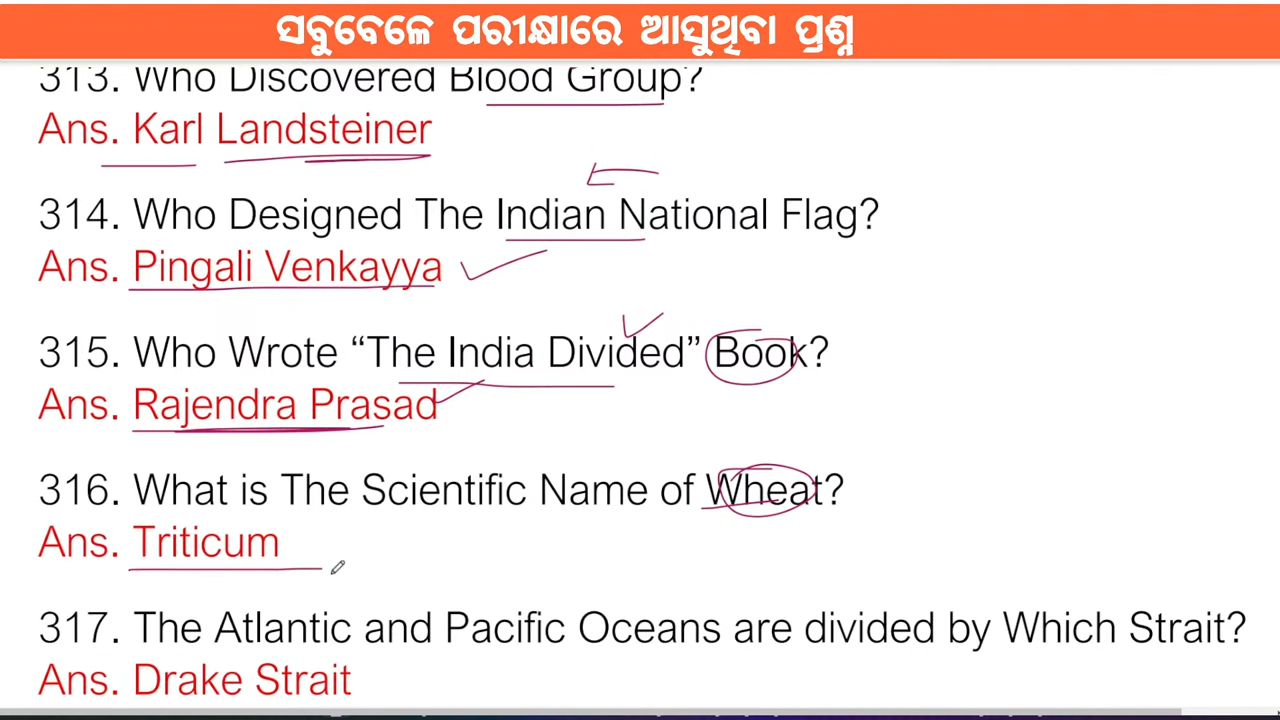 ସବୁବେଳେ ପରୀକ୍ଷାରେ ଆସୁଥିବା ପ୍ରଶ୍ନ
313. Who Discovered Blood Group?
Ans. Karl Landsteiner
314. Who Designed The Indian National Flag?
Ans. Pingali Venkayya
315. Who Wrote “The India Divided” Book?
Ans. Rajendra Prasad
316. What is The Scientific Name of Wheat?
Ans. Triticum
317. The Atlantic and Pacific Oceans are divided by Which Strait?
Ans. Drake Strait